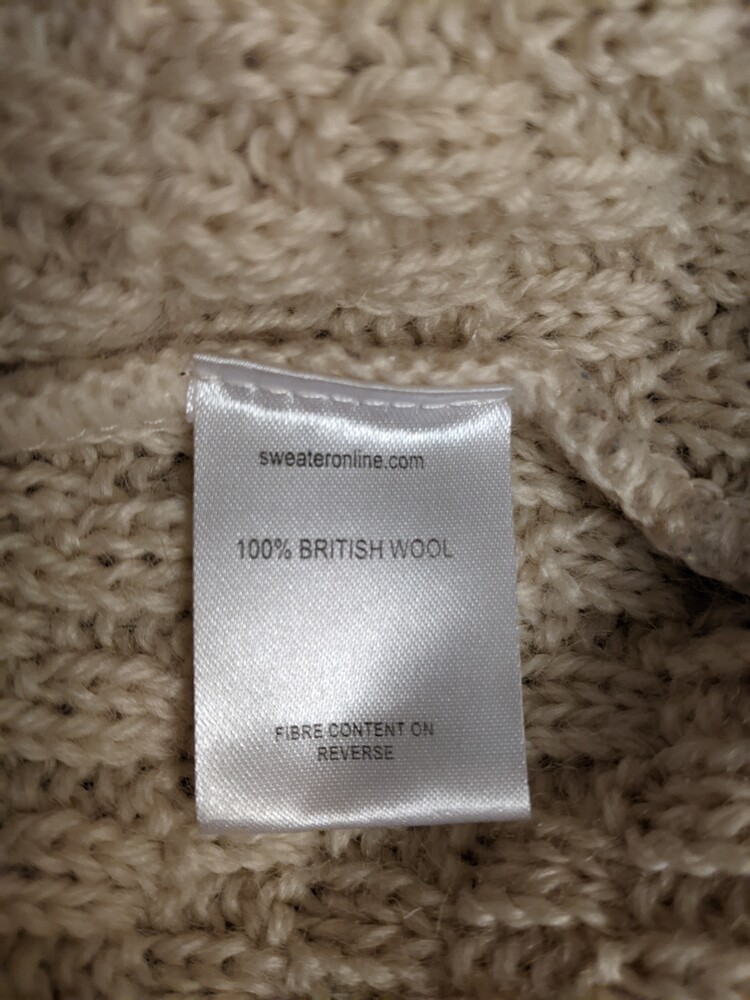 sweateronline.com
100% BRITISH WOOL
FIBRE CONTENT ON
REVERSE